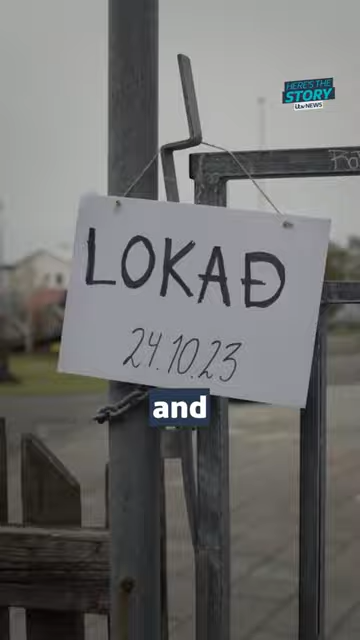 HERE'S THE
STORY
itv NEWS
LOKAÐ
24.10.23
and